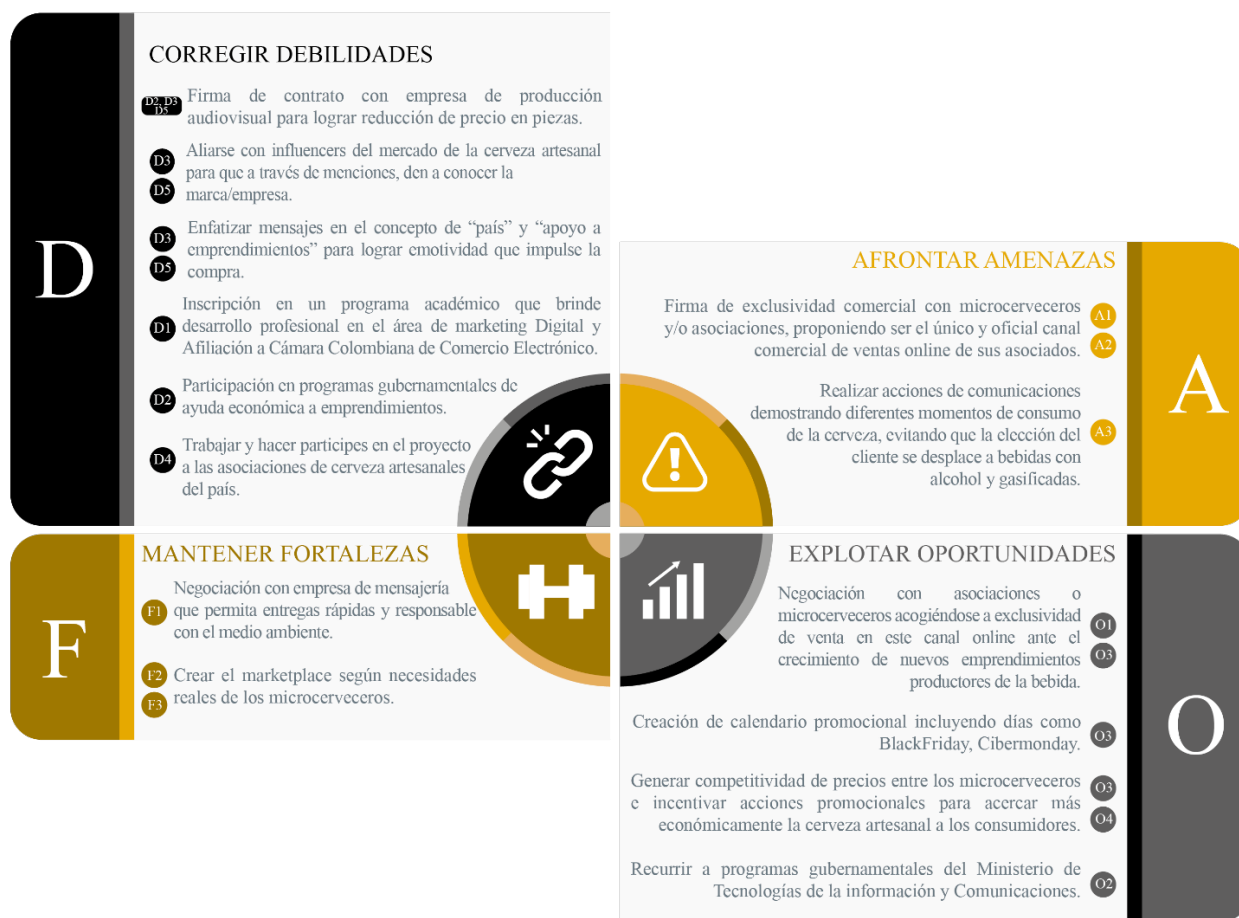 D
CORREGIR DEBILIDADES
D2, D3
D5
Firma de contrato con empresa de producción
audiovisual para lograr reducción de precio en piezas.
D3
D5
Aliarse con influencers del mercado de la cerveza artesanal
para que a través de menciones, den a conocer la
marca/empresa.
D3
D5
Enfatizar mensajes en el concepto de “país” y “apoyo a
emprendimientos” para lograr emotividad que impulse la
compra.
D1
Inscripción en un programa académico que brinde
desarrollo profesional en el área de marketing Digital y
Afiliación a Cámara Colombiana de Comercio Electrónico.
D2
Participación en programas gubernamentales de
ayuda económica a emprendimientos.
D4
Trabajar y hacer participes en el proyecto
a las asociaciones de cerveza artesanales
del país.
A
AFRONTAR AMENAZAS
Firma de exclusividad comercial con microcerveceros
y/o asociaciones, proponiendo ser el único y oficial canal
comercial de ventas online de sus asociados.
A1
A2
Realizar acciones de comunicaciones
demostrando diferentes momentos de consumo
de la cerveza, evitando que la elección del
cliente se desplace a bebidas con
alcohol y gasificadas.
A3
F
MANTENER FORTALEZAS
F1
Negociación con empresa de mensajería
que permita entregas rápidas y responsable
con el medio ambiente.
F2
F3
Crear el marketplace según necesidades
reales de los microcerveceros.
O
EXPLOTAR OPORTUNIDADES
Negociación con asociaciones o
microcerveceros acogiéndose a exclusividad
de venta en este canal online ante el
crecimiento de nuevos emprendimientos
productores de la bebida.
O1
O3
Creación de calendario promocional incluyendo días como
BlackFriday, Cibermonday.
O3
Generar competitividad de precios entre los microcerveceros
e incentivar acciones promocionales para acercar más
económicamente la cerveza artesanal a los consumidores.
O3
O4
Recurrir a programas gubernamentales del Ministerio de
Tecnologías de la información y Comunicaciones.
O2